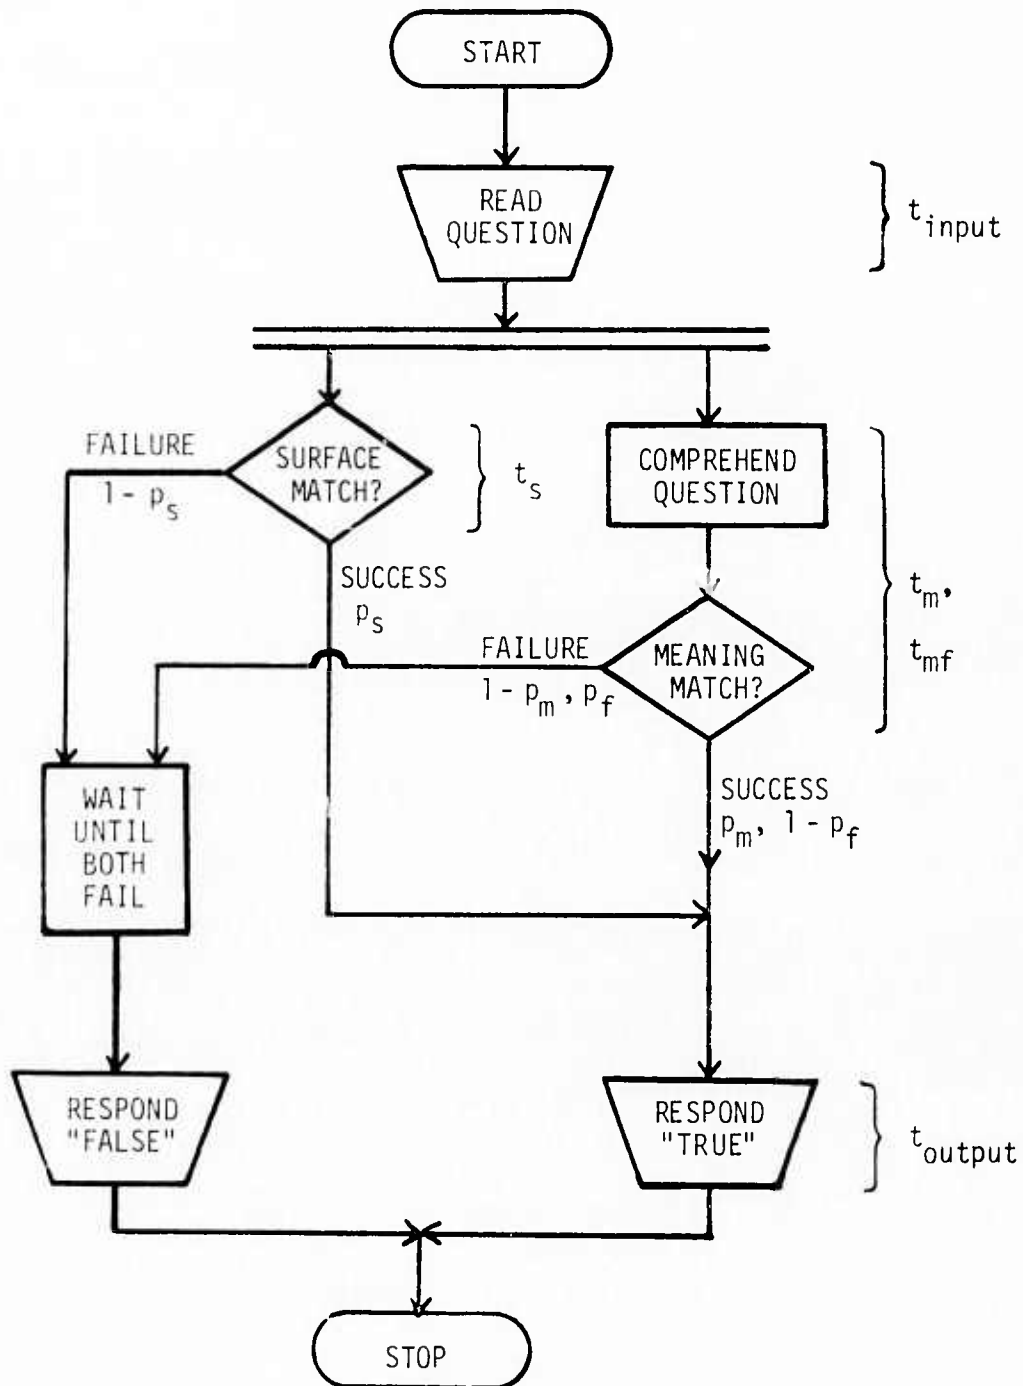 START
READ
QUESTION
t_input
FAILURE
1 - p_s
SURFACE
MATCH?
t_s
COMPREHEND
QUESTION
SUCCESS
p_s
t_m,
t_mf
FAILURE
1 - p_m, p_f
MEANING
MATCH?
WAIT
UNTIL
BOTH
FAIL
SUCCESS
p_m, 1 - p_f
RESPOND
"FALSE"
RESPOND
"TRUE"
t_output
STOP